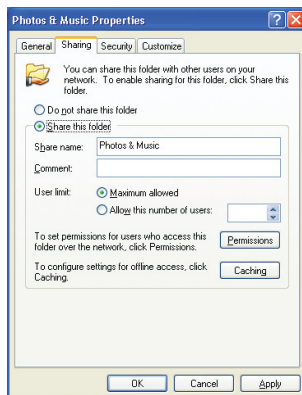 Photos & Music Properties
General Sharing Security Customize
You can share this folder with other users on your
network. To enable sharing for this folder, click Share this
folder.
Do not share this folder
Share this folder
Share name: Photos & Music
Comment:
User limit: Maximum allowed
Allow this number of users:
To set permissions for users who access this
folder over the network, click Permissions.
Permissions
To configure settings for offline access, click
Caching.
Caching
OK Cancel Apply